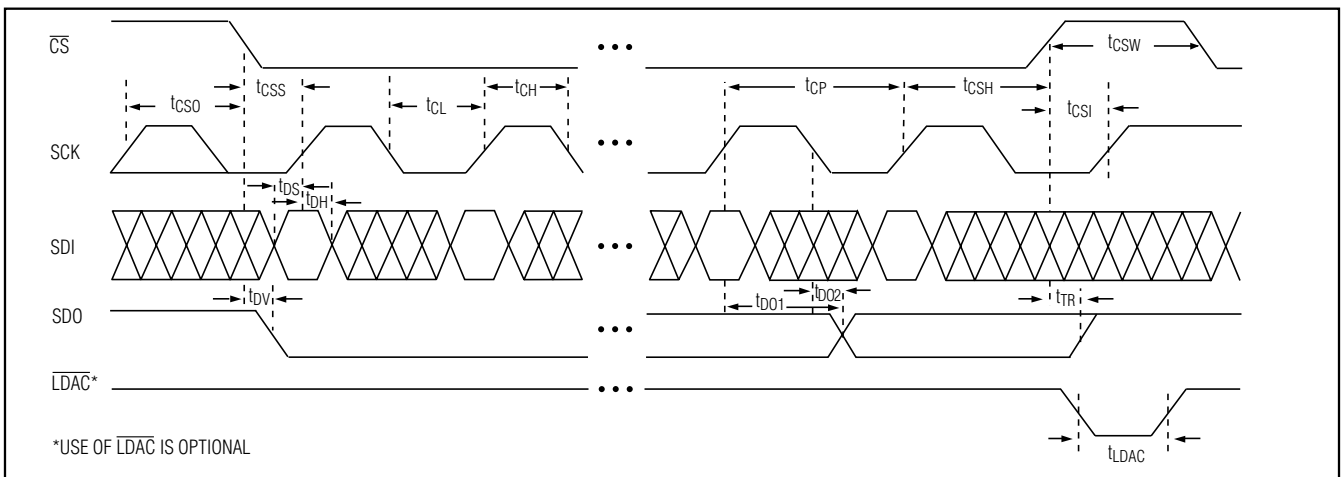 CS
tCSW
tCSS
tCSO
tCL
tCH
tCP
tCSH
tCSI
SCK
tDS
tDH
SDI
tDV
tDO1
tDO2
tTR
SDO
LDAC*
tLDAC
*USE OF LDAC IS OPTIONAL